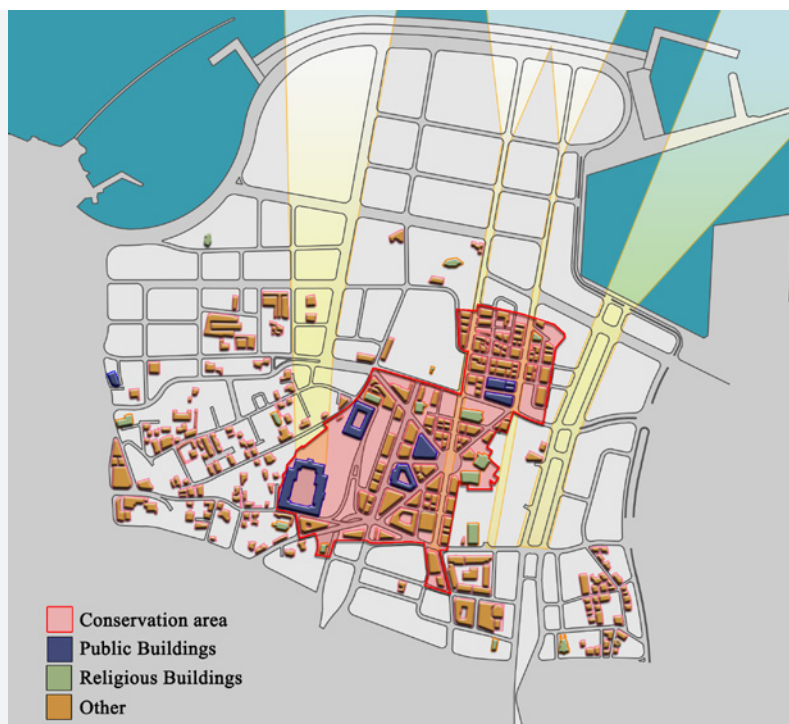 Conservation area
Public Buildings
Religious Buildings
Other